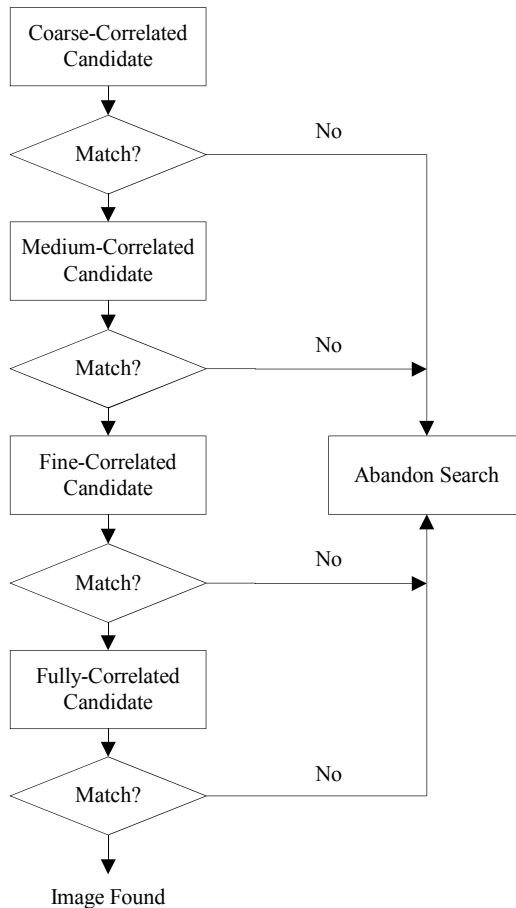 Coarse-Correlated
Candidate
No
Match?
Medium-Correlated
Candidate
No
Match?
Fine-Correlated
Candidate
Abandon Search
No
Match?
Fully-Correlated
Candidate
No
Match?
Image Found